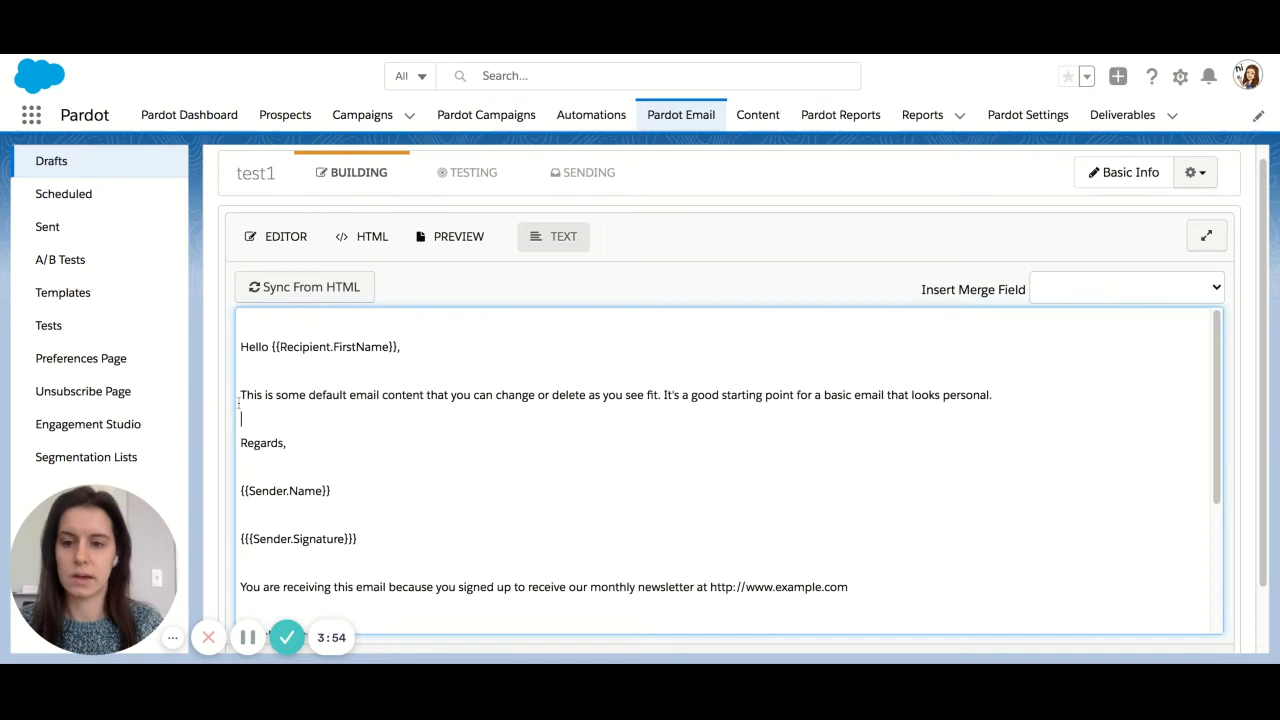 All
Search...
hi
Pardot
Pardot Dashboard
Prospects
Campaigns
Pardot Campaigns
Automations
Pardot Email
Content
Pardot Reports
Reports
Pardot Settings
Deliverables
Drafts
Scheduled
Sent
A/B Tests
Templates
Tests
Preferences Page
Unsubscribe Page
Engagement Studio
Segmentation Lists
test1
BUILDING
TESTING
SENDING
Basic Info
EDITOR
HTML
PREVIEW
TEXT
Sync From HTML
Insert Merge Field
Hello {{Recipient.FirstName}},
This is some default email content that you can change or delete as you see fit. It's a good starting point for a basic email that looks personal.
Regards,
{{Sender.Name}}
{{{Sender.Signature}}}
You are receiving this email because you signed up to receive our monthly newsletter at http://www.example.com
3:54